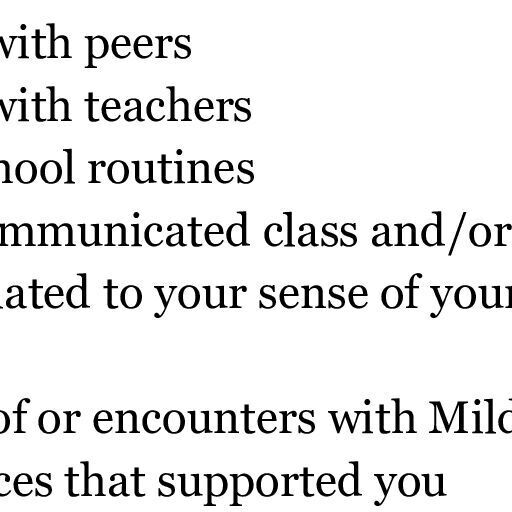 with peers
with teachers
hool routines
mmunicated class and/or
ated to your sense of your
of or encounters with Mild
ces that supported you